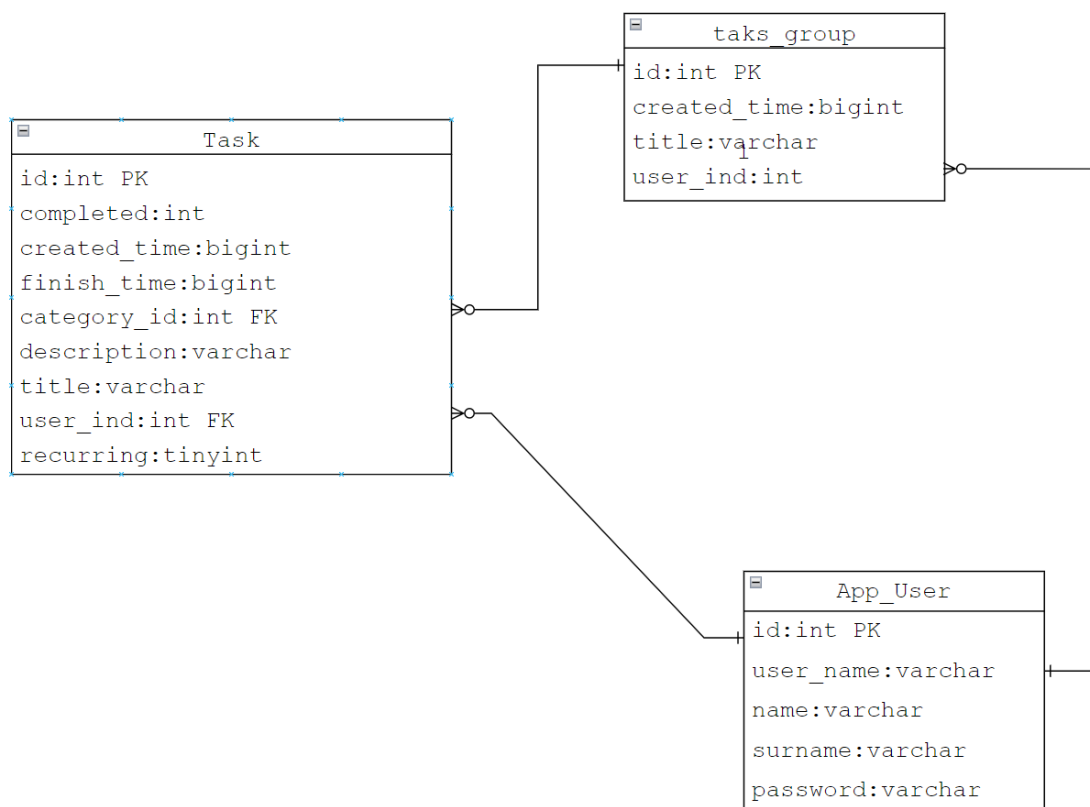 taks_group
id:int PK
created_time:bigint
title:varchar
user_ind:int
Task
id:int PK
completed:int
created_time:bigint
finish_time:bigint
category_id:int FK
description:varchar
title:varchar
user_ind:int FK
recurring:tinyint
App_User
id:int PK
user_name:varchar
name:varchar
surname:varchar
password:varchar